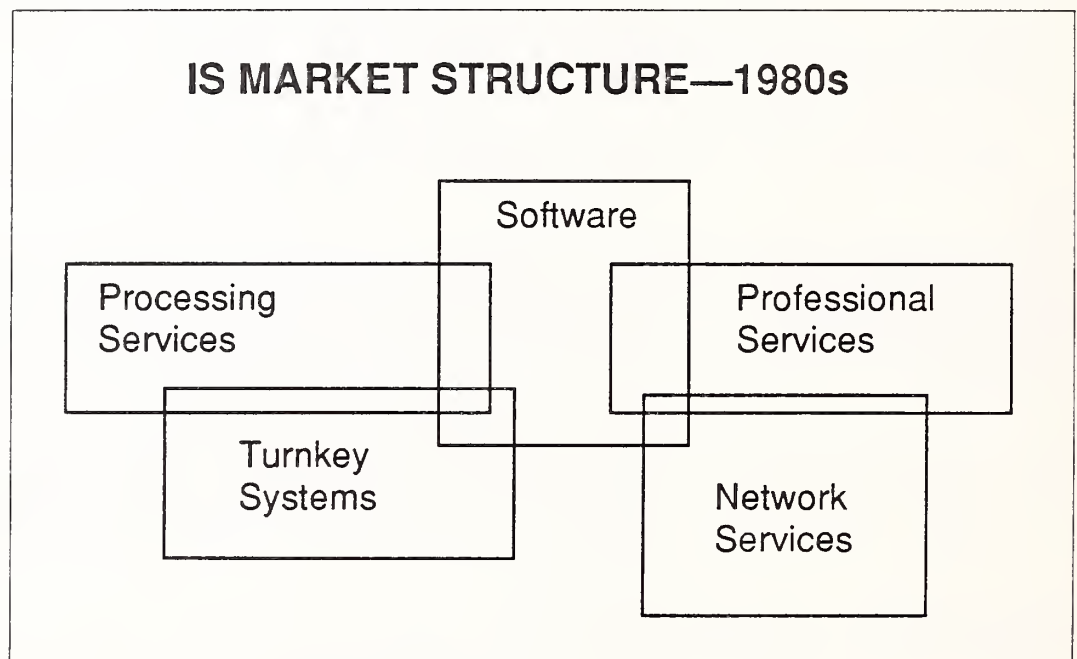 IS MARKET STRUCTURE—1980s
Software
Processing
Services
Professional
Services
Turnkey
Systems
Network
Services